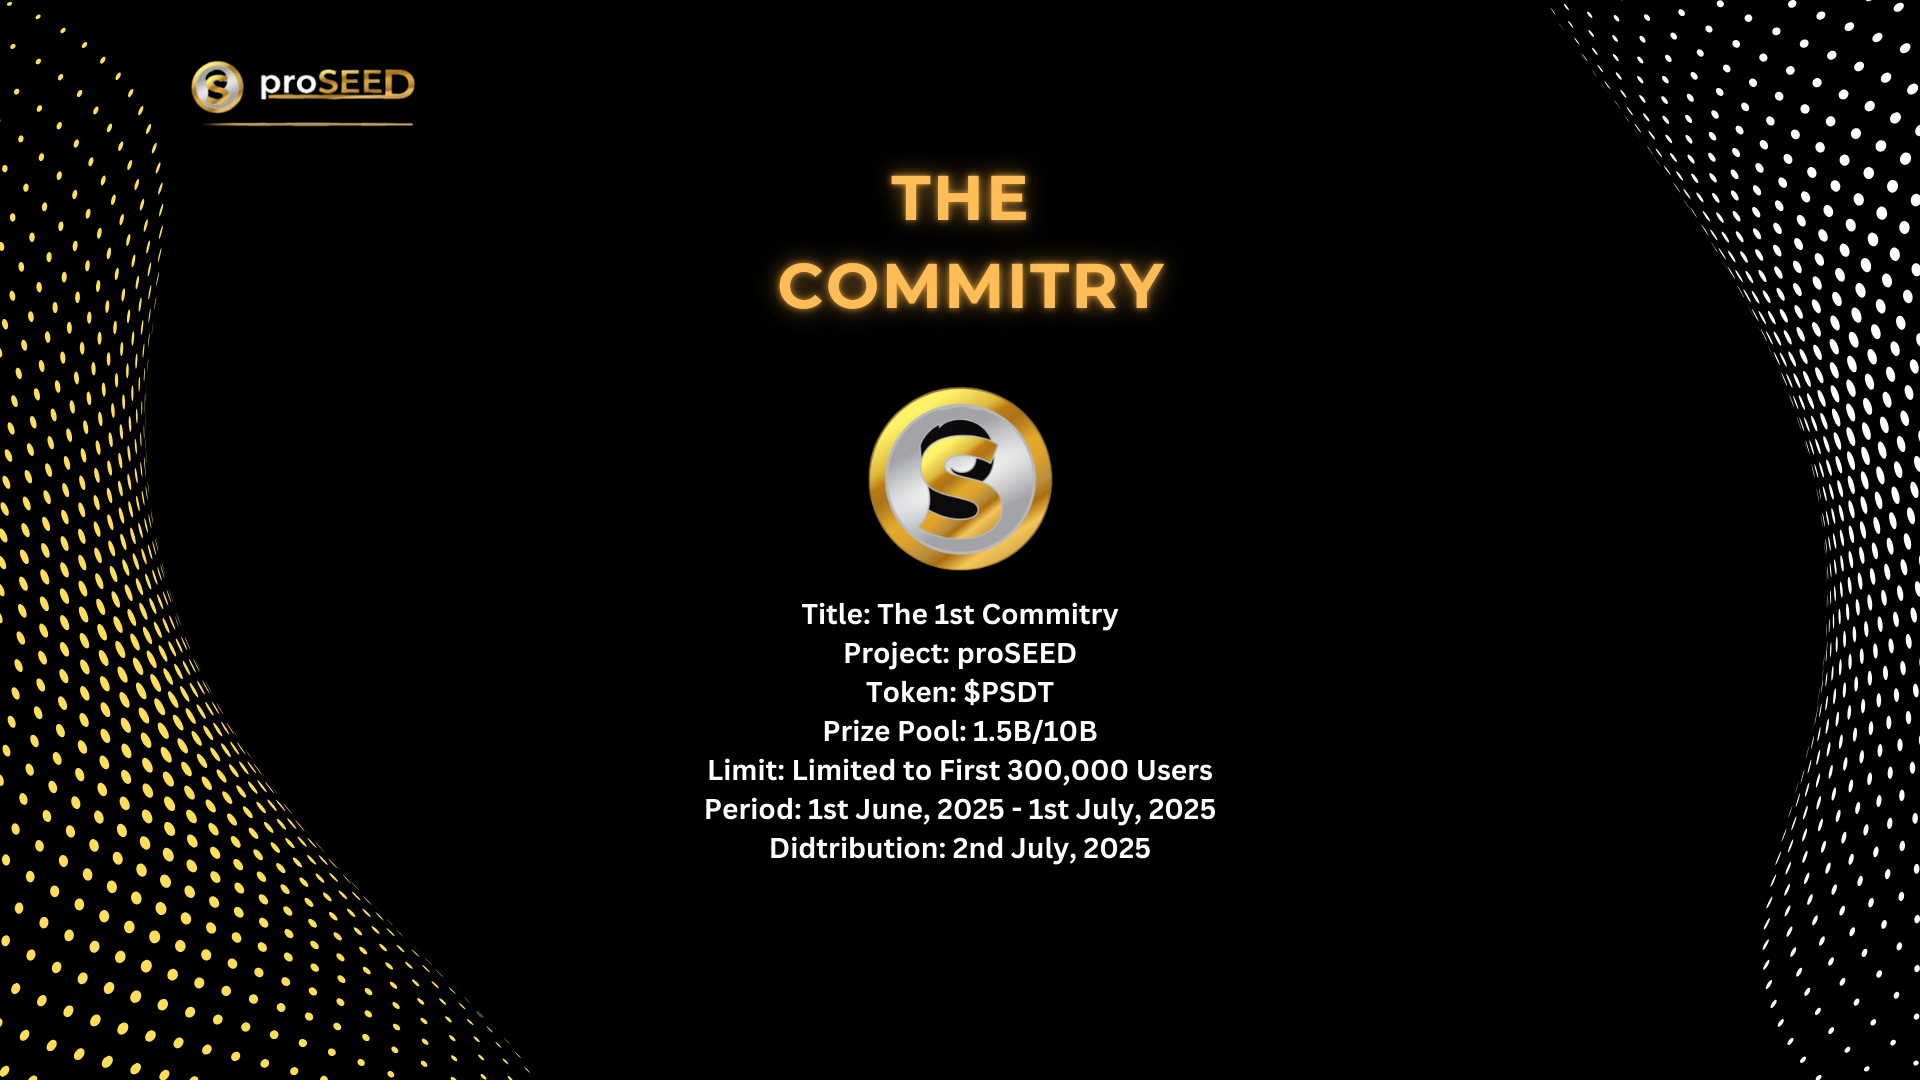 proSEED
THE
COMMITRY
S
Title: The 1st Commitry
Project: proSEED
Token: $PSDT
Prize Pool: 1.5B/10B
Limit: Limited to First 300,000 Users
Period: 1st June, 2025 - 1st July, 2025
Didtribution: 2nd July, 2025